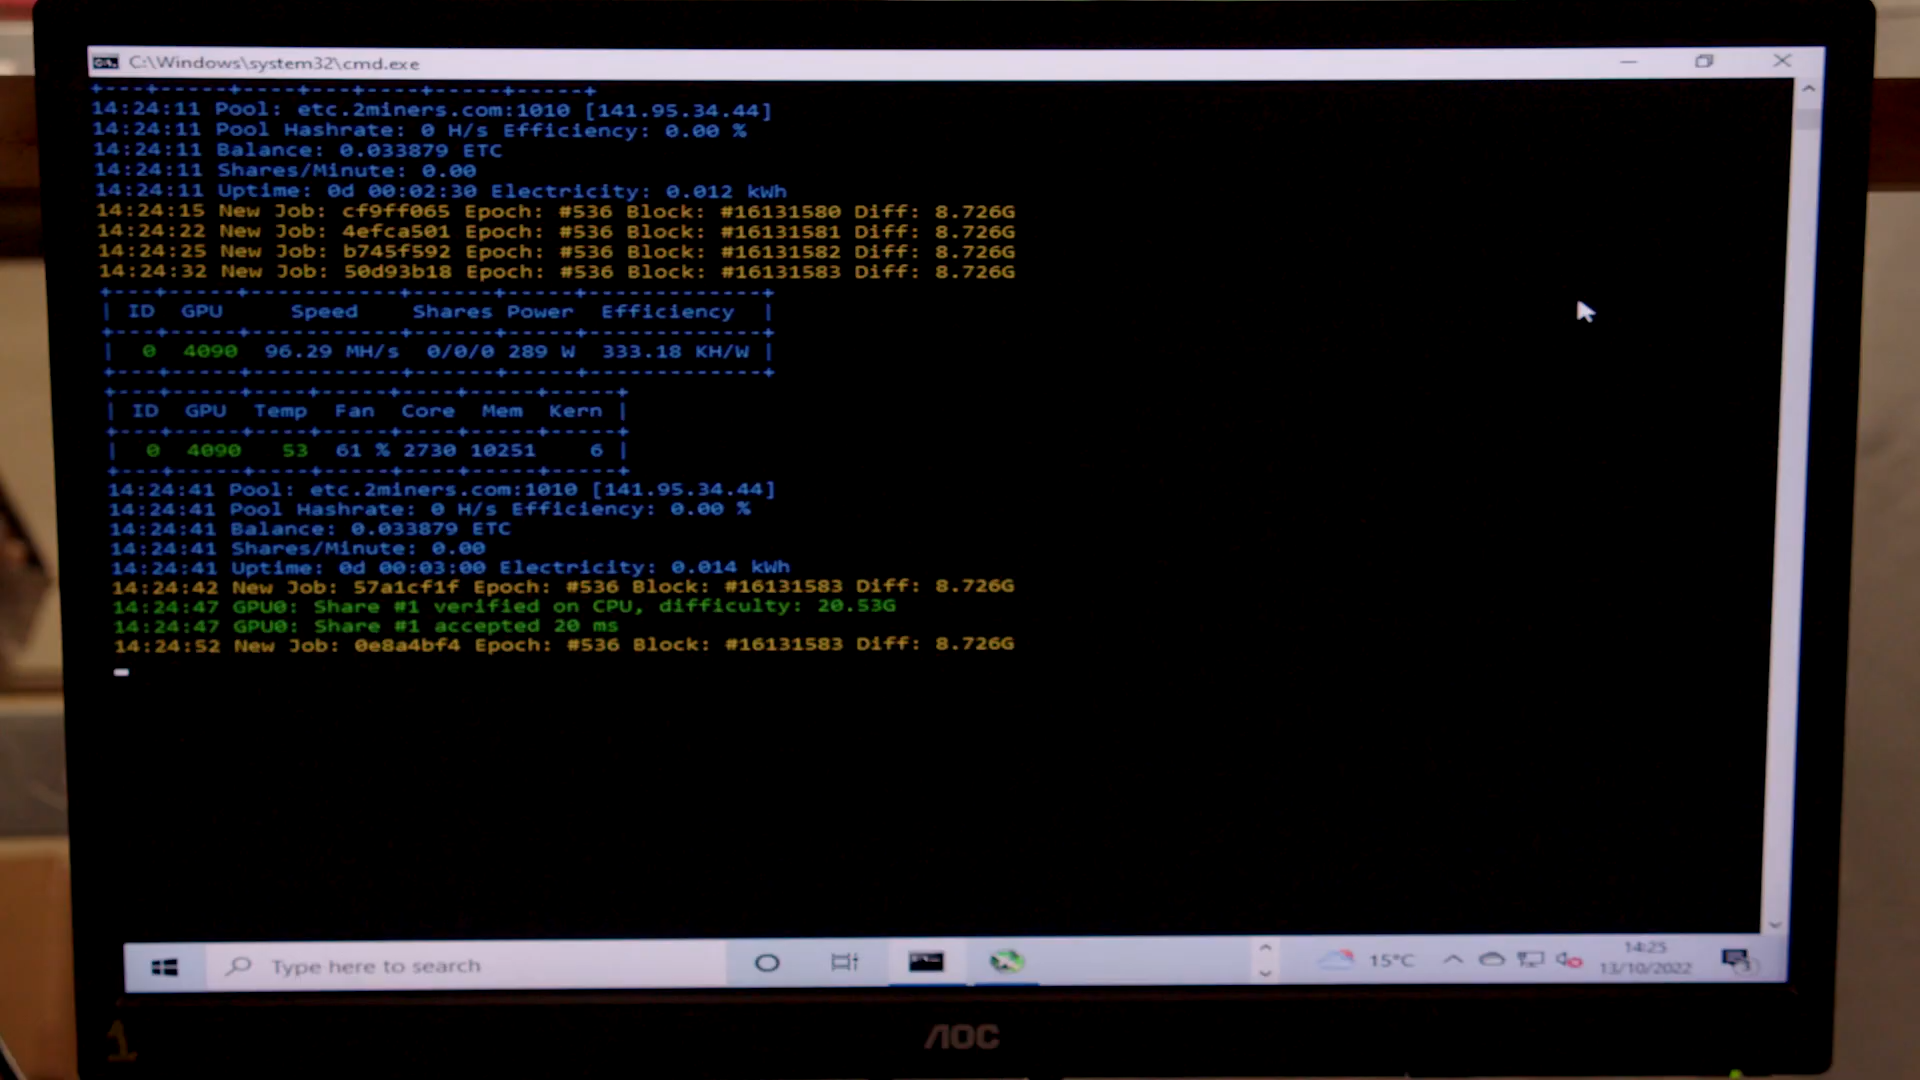 C:\Windows\system32\cmd.exe
14:24:11 Pool: etc.2miners.com:1010 [141.95.34.44]
14:24:11 Pool Hashrate: 0 H/s Efficiency: 0.00 %
14:24:11 Balance: 0.033879 ETC
14:24:11 Shares/Minute: 0.00
14:24:11 Uptime: 0d 00:02:30 Electricity: 0.012 kWh
14:24:15 New Job: cf9ff065 Epoch: #536 Block: #16131580 Diff: 8.726G
14:24:22 New Job: 4efca501 Epoch: #536 Block: #16131581 Diff: 8.726G
14:24:25 New Job: b745f592 Epoch: #536 Block: #16131582 Diff: 8.726G
14:24:32 New Job: 50d93b18 Epoch: #536 Block: #16131583 Diff: 8.726G
ID GPU Speed Shares Power Efficiency
0 4090 96.29 MH/s 0/0/0 289 W 333.18 KH/W
ID GPU Temp Fan Core Mem Kern
0 4090 53 61 % 2730 10251 6
14:24:41 Pool: etc.2miners.com:1010 [141.95.34.44]
14:24:41 Pool Hashrate: 0 H/s Efficiency: 0.00 %
14:24:41 Balance: 0.033879 ETC
14:24:41 Shares/Minute: 0.00
14:24:41 Uptime: 0d 00:03:00 Electricity: 0.014 kWh
14:24:42 New Job: 57a1cf1f Epoch: #536 Block: #16131583 Diff: 8.726G
14:24:47 GPU0: Share #1 verified on CPU, difficulty: 20.53G
14:24:47 GPU0: Share #1 accepted 20 ms
14:24:52 New Job: 0e8a4bf4 Epoch: #536 Block: #16131583 Diff: 8.726G
Type here to search
15°C
14:25
13/10/2022
3
1
AOC